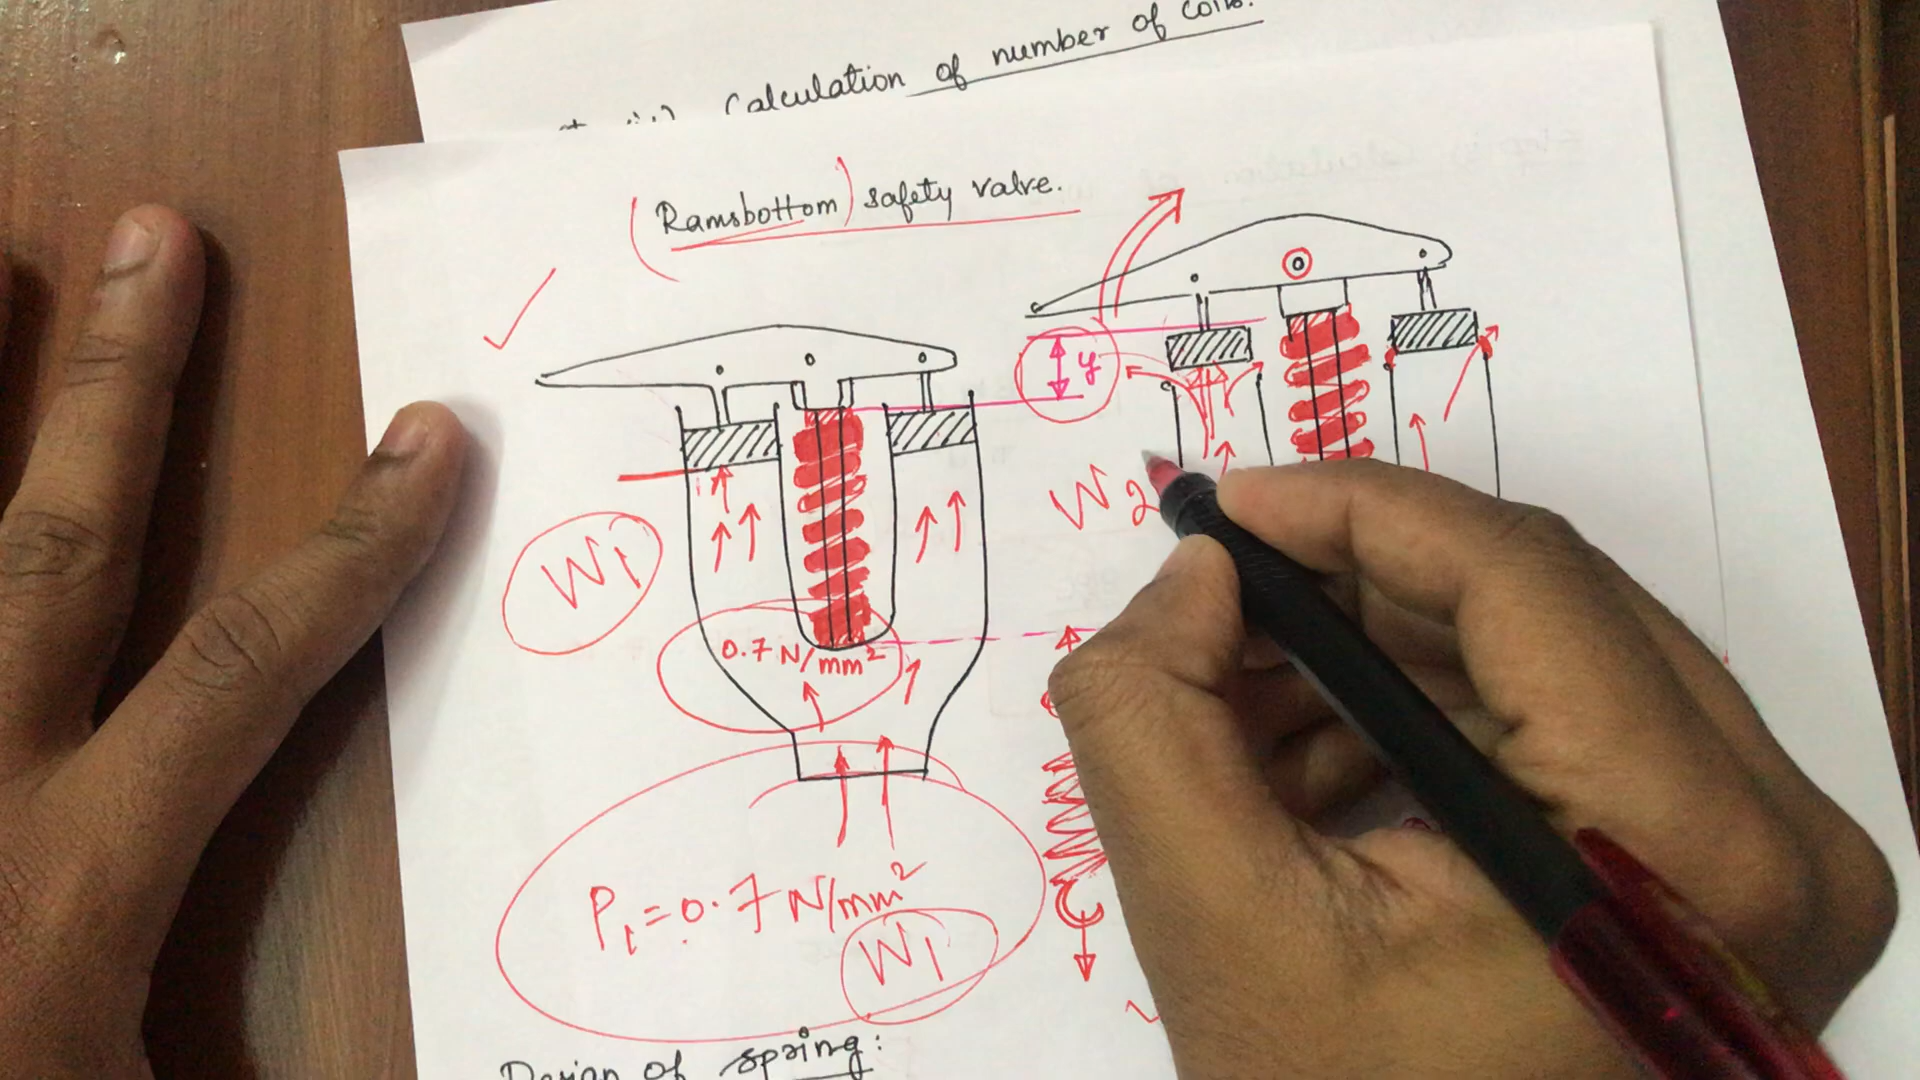 Calculation of number of coils.
(Ramsbottom) safety valve.
y
W1
W2
0.7 N/mm²
P1=0.7 N/mm²
W1
Design of spring: